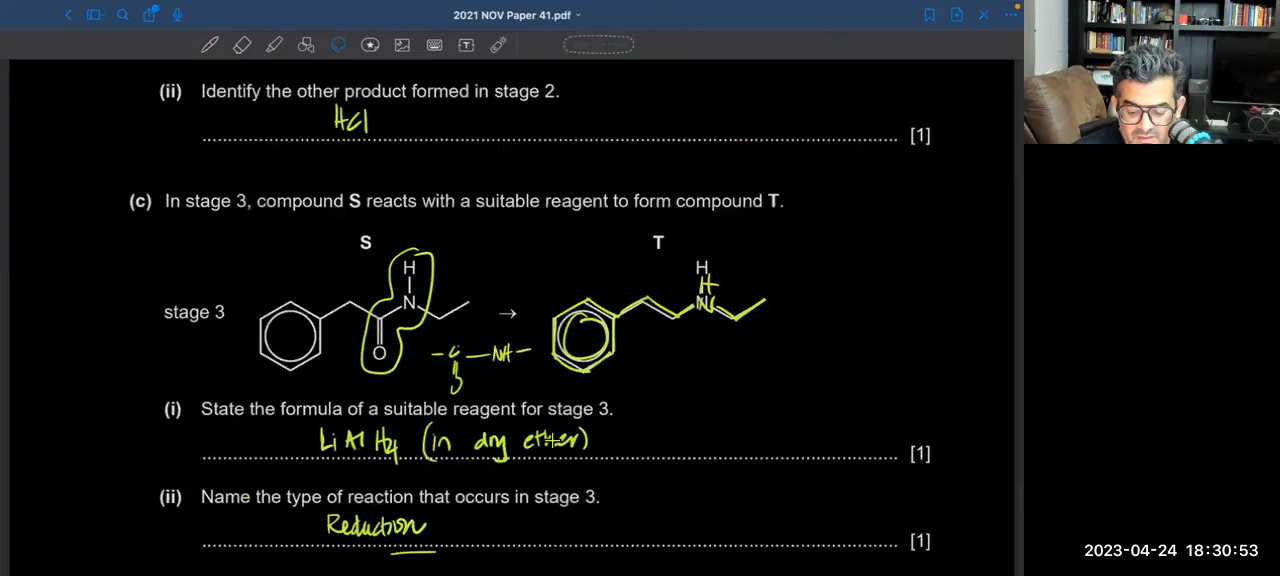 2021 NOV Paper 41.pdf
(ii) Identify the other product formed in stage 2.
HCl
[1]
(c) In stage 3, compound S reacts with a suitable reagent to form compound T.
S T
H H
H
stage 3 N → N
O
- C - NH -
(i) State the formula of a suitable reagent for stage 3.
LiAlH4 (in dry ether)
[1]
(ii) Name the type of reaction that occurs in stage 3.
Reduction
[1]
2023-04-24 18:30:53